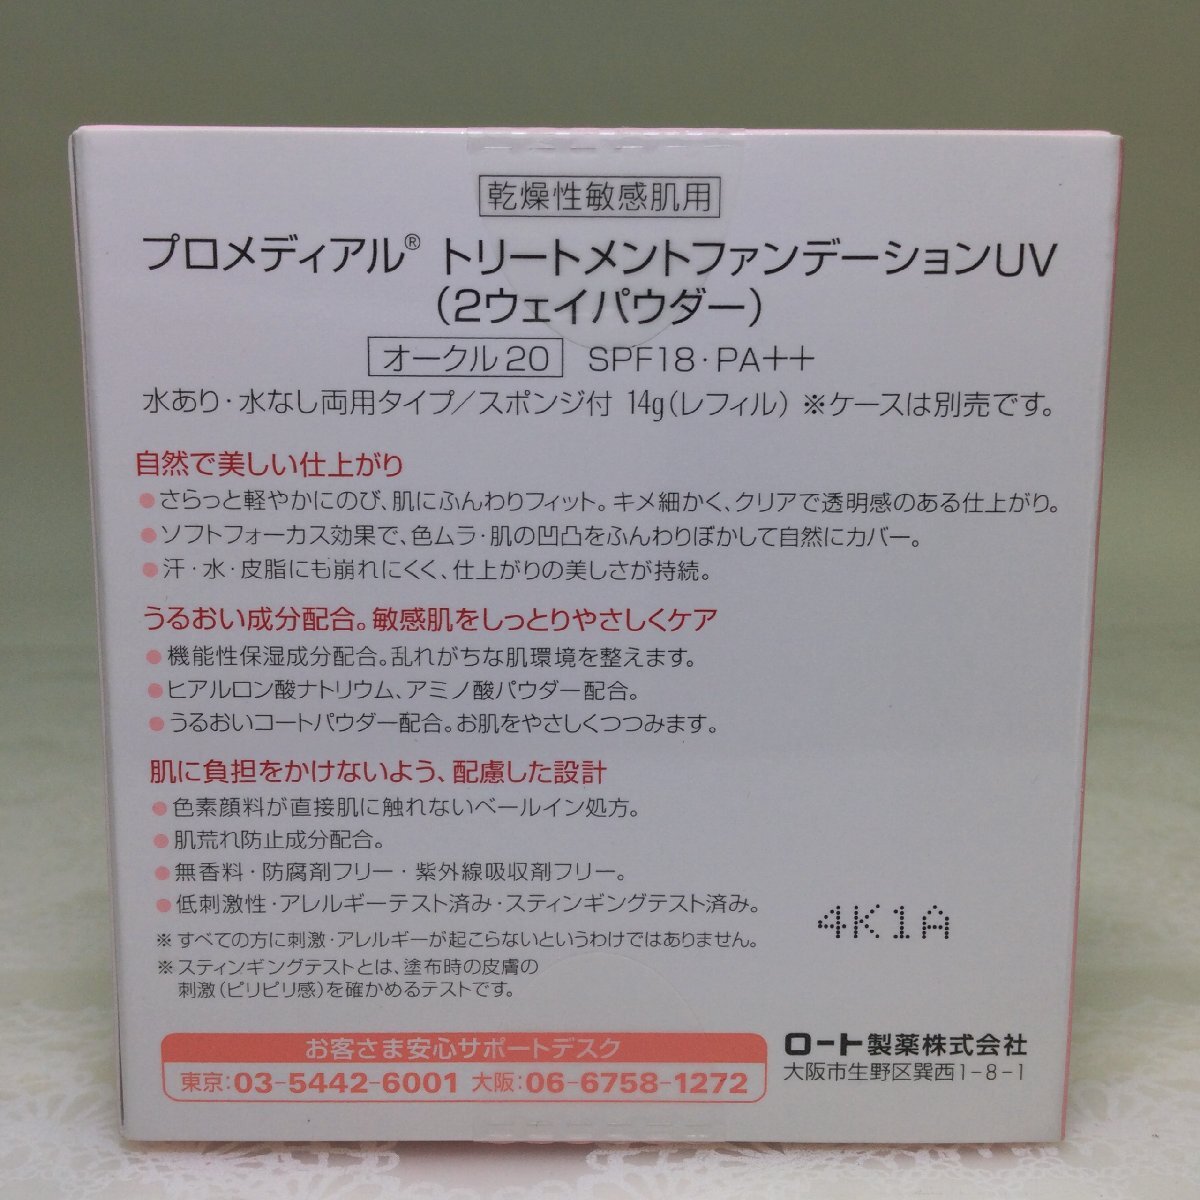 乾燥性敏感肌用
プロメディアル® トリートメントファンデーションUV
(2ウェイパウダー)
オークル20 SPF18・PA++
水あり・水なし両用タイプ/スポンジ付 14g(レフィル) ※ケースは別売です。
自然で美しい仕上がり
●さらっと軽やかにのび、肌にふんわりフィット。キメ細かく、クリアで透明感のある仕上がり。
●ソフトフォーカス効果で、色ムラ・肌の凹凸をふんわりぼかして自然にカバー。
●汗・水・皮脂にも崩れにくく、仕上がりの美しさが持続。
うるおい成分配合。敏感肌をしっとりやさしくケア
●機能性保湿成分配合。乱れがちな肌環境を整えます。
●ヒアルロン酸ナトリウム、アミノ酸パウダー配合。
●うるおいコートパウダー配合。お肌をやさしくつつみます。
肌に負担をかけないよう、配慮した設計
●色素顔料が直接肌に触れないベールイン処方。
●肌荒れ防止成分配合。
●無香料・防腐剤フリー・紫外線吸収剤フリー。
●低刺激性・アレルギーテスト済み・スティンギングテスト済み。
※すべての方に刺激・アレルギーが起こらないというわけではありません。
※スティンギングテストとは、塗布時の皮膚の
刺激(ピリピリ感)を確かめるテストです。
4K1A
お客さま安心サポートデスク
東京:03-5442-6001 大阪:06-6758-1272
ロート製薬株式会社
大阪市生野区巽西1-8-1